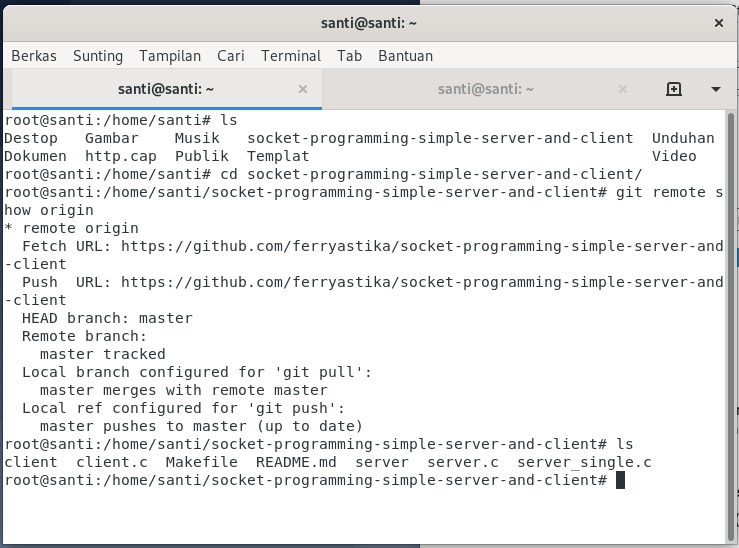 santi@santi: ~
Berkas Sunting Tampilan Cari Terminal Tab Bantuan
santi@santi: ~ santi@santi: ~
root@santi:/home/santi# ls
Destop Gambar Musik socket-programming-simple-server-and-client Unduhan
Dokumen http.cap Publik Templat Video
root@santi:/home/santi# cd socket-programming-simple-server-and-client/
root@santi:/home/santi/socket-programming-simple-server-and-client# git remote s
how origin
* remote origin
Fetch URL: https://github.com/ferryastika/socket-programming-simple-server-and
-client
Push URL: https://github.com/ferryastika/socket-programming-simple-server-and
-client
HEAD branch: master
Remote branch:
master tracked
Local branch configured for 'git pull':
master merges with remote master
Local ref configured for 'git push':
master pushes to master (up to date)
root@santi:/home/santi/socket-programming-simple-server-and-client# ls
client client.c Makefile README.md server server.c server_single.c
root@santi:/home/santi/socket-programming-simple-server-and-client#